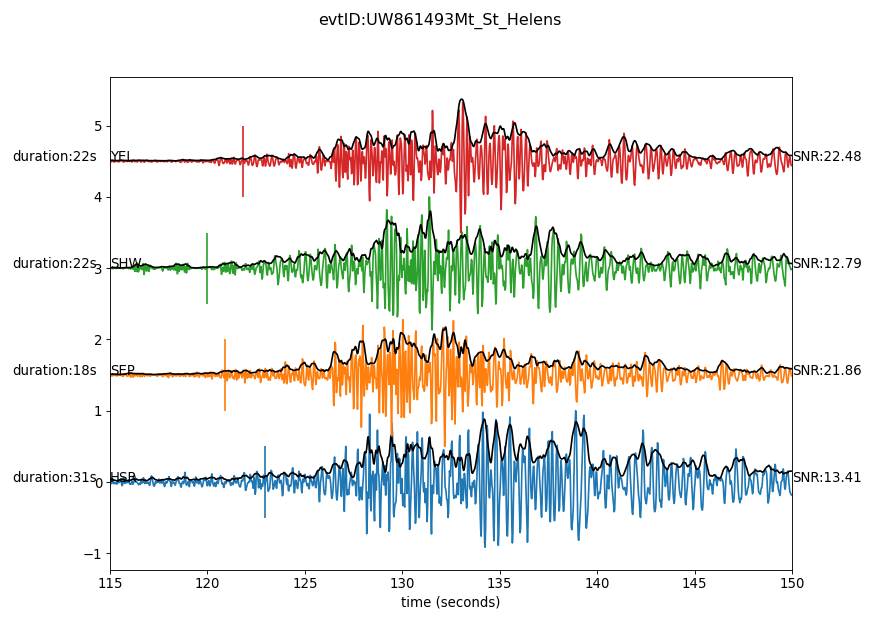 evtID:UW861493Mt_St_Helens
5
duration:22s YEL SNR:22.48
4
duration:22s 3 SHW SNR:12.79
2
duration:18s SEP SNR:21.86
1
duration:31s 0 HSR SNR:13.41
−1
115 120 125 130 135 140 145 150
time (seconds)